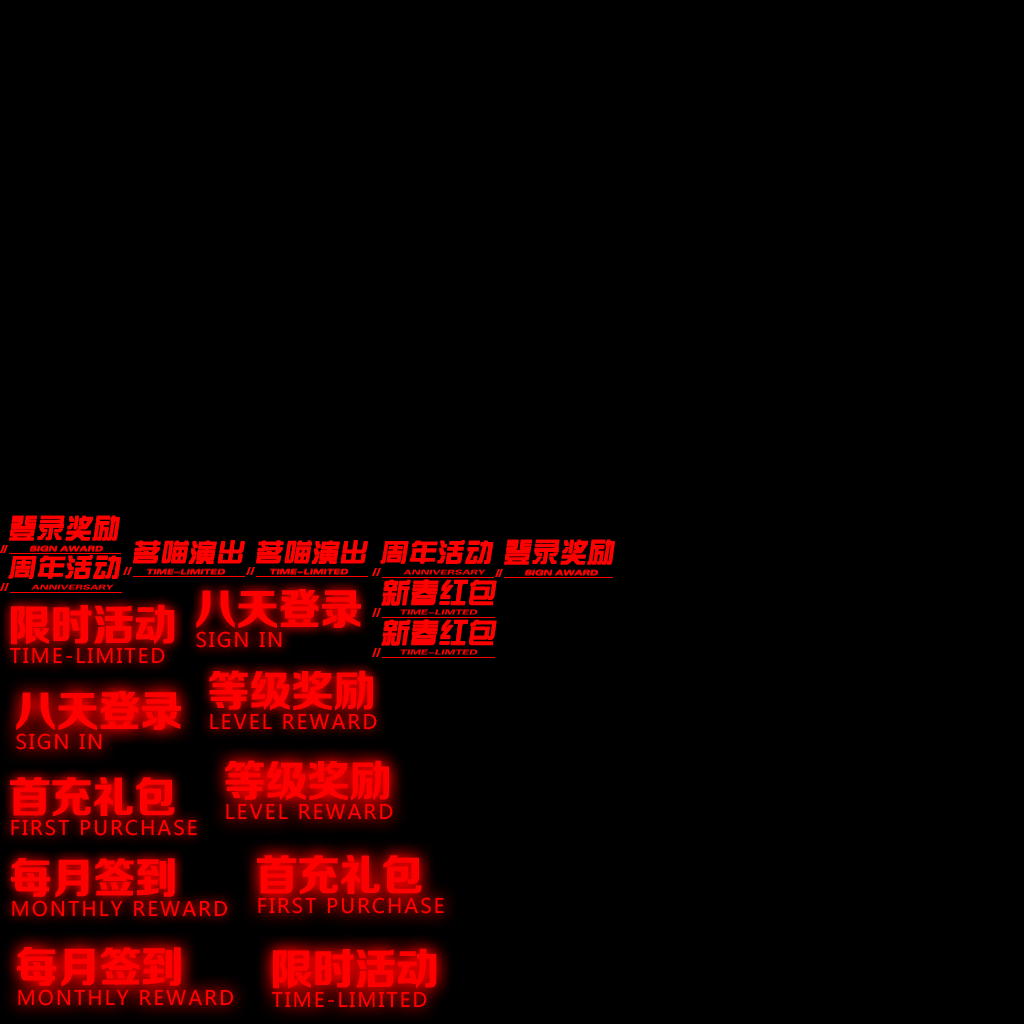 登录奖励
SIGN AWARD
周年活动
ANNIVERSARY
喵演出
TIME-LIMITED
喵演出
TIME-LIMITED
周年活动
ANNIVERSARY
登录奖励
SIGN AWARD
新春红包
TIME-LIMTED
新春红包
TIME-LIMTED
限时活动
TIME-LIMITED
八天登录
SIGN IN
八天登录
SIGN IN
等级奖励
LEVEL REWARD
首充礼包
FIRST PURCHASE
等级奖励
LEVEL REWARD
每月签到
MONTHLY REWARD
首充礼包
FIRST PURCHASE
每月签到
MONTHLY REWARD
限时活动
TIME-LIMITED